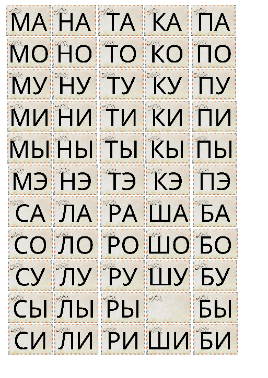 МА НА ТА КА ПА
МО НО ТО КО ПО
МУ НУ ТУ КУ ПУ
МИ НИ ТИ КИ ПИ
МЫ НЫ ТЫ КЫ ПЫ
МЭ НЭ ТЭ КЭ ПЭ
СА ЛА РА ША БА
СО ЛО РО ШО БО
СУ ЛУ РУ ШУ БУ
СЫ ЛЫ РЫ БЫ
СИ ЛИ РИ ШИ БИ